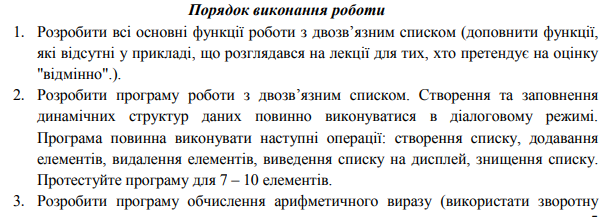 Порядок виконання роботи
1. Розробити всі основні функції роботи з двозв’язним списком (доповнити функції,
які відсутні у прикладі, що розглядався на лекції для тих, хто претендує на оцінку
"відмінно".).
2. Розробити програму роботи з двозв’язним списком. Створення та заповнення
динамічних структур даних повинно виконуватися в діалоговому режимі.
Програма повинна виконувати наступні операції: створення списку, додавання
елементів, видалення елементів, виведення списку на дисплей, знищення списку.
Протестуйте програму для 7 – 10 елементів.
3. Розробити програму обчислення арифметичного виразу (використати зворотну